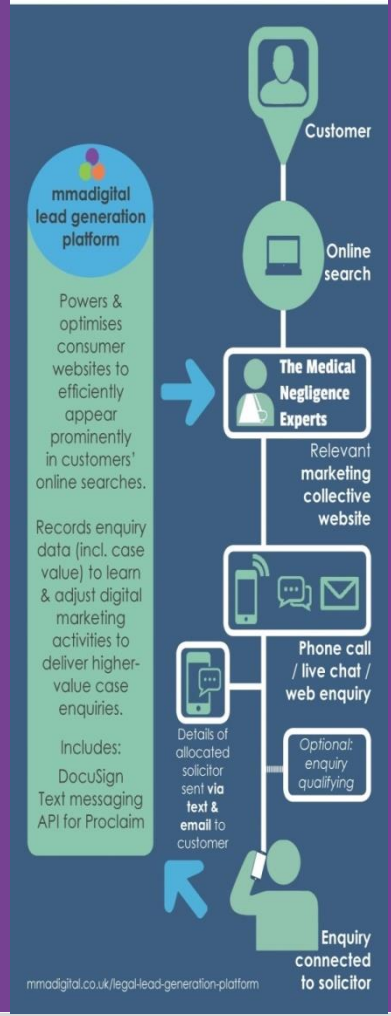 Customer
Online
search
mmadigital
lead generation
platform
Powers &
optimises
consumer
websites to
efficiently
appear
prominently
in customers'
online searches.
Records enquiry
data (incl. case
value) to learn
& adjust digital
marketing
activities to
deliver higher-
value case
enquiries.
Includes:
DocuSign
Text messaging
API for Proclaim
The Medical
Negligence
Experts
Relevant
marketing
collective
website
Phone call
/ live chat /
web enquiry
Details of
allocated
solicitor
sent via
text &
email to
customer
Optional:
enquiry
qualifying
Enquiry
connected
to solicitor
mmadigital.co.uk/legal-lead-generation-platform